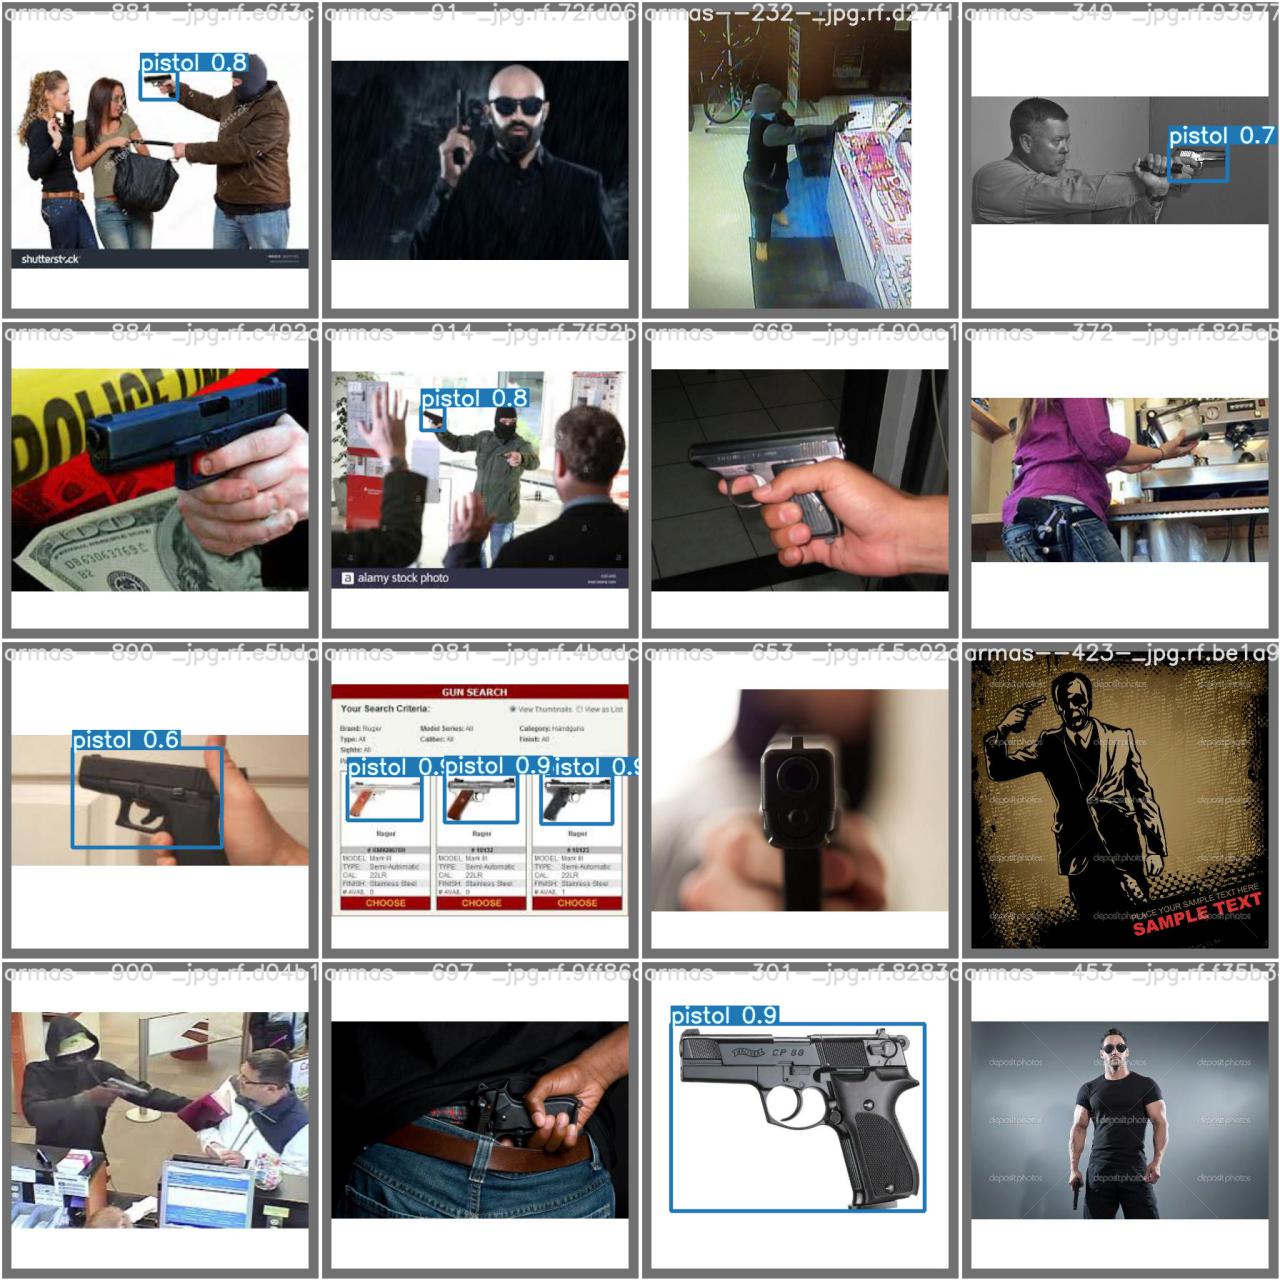 armas--881-_jpg.rf.e6f3c
armas--91-_jpg.rf.72fd06
armas--232-_jpg.rf.d27f1
armas--349-_jpg.rf.93977
pistol 0.8
pistol 0.7
shutterstock
armas--884-_jpg.rf.c492d
armas--914-_jpg.rf.7f52b
armas--668-_jpg.rf.90ac1
armas--372-_jpg.rf.825cb
pistol 0.8
POLICE
a alamy stock photo
armas--890-_jpg.rf.e5bda
armas--981-_jpg.rf.4badc
armas--653-_jpg.rf.5c02d
armas--423-_jpg.rf.be1a9
GUN SEARCH
Your Search Criteria:
View Thumbnails
View as List
Brand: Ruger
Model Series: All
Category: Handguns
Type: All
Caliber: All
Finish: All
Sights: All
pistol 0.6
pistol 0.9
pistol 0.9
istol 0.9
Ruger
Ruger
Ruger
# 10132
# 10123
MODEL: Mark III
MODEL: Mark III
MODEL: Mark III
TYPE: Semi-Automatic
TYPE: Semi-Automatic
TYPE: Semi-Automatic
CAL: 22LR
CAL: 22LR
CAL: 22LR
FINISH: Stainless Steel
FINISH: Stainless Steel
FINISH: Stainless Steel
# AVAIL: 0
# AVAIL: 0
# AVAIL: 1
CHOOSE
CHOOSE
CHOOSE
depositphotos
PLACE YOUR SAMPLE TEXT HERE
SAMPLE TEXT
armas--900-_jpg.rf.d04b1
armas--697-_jpg.rf.9ff86
armas--301-_jpg.rf.8283
armas--453-_jpg.rf.f35b3
pistol 0.9
WALTHER
CP 88
depositphotos